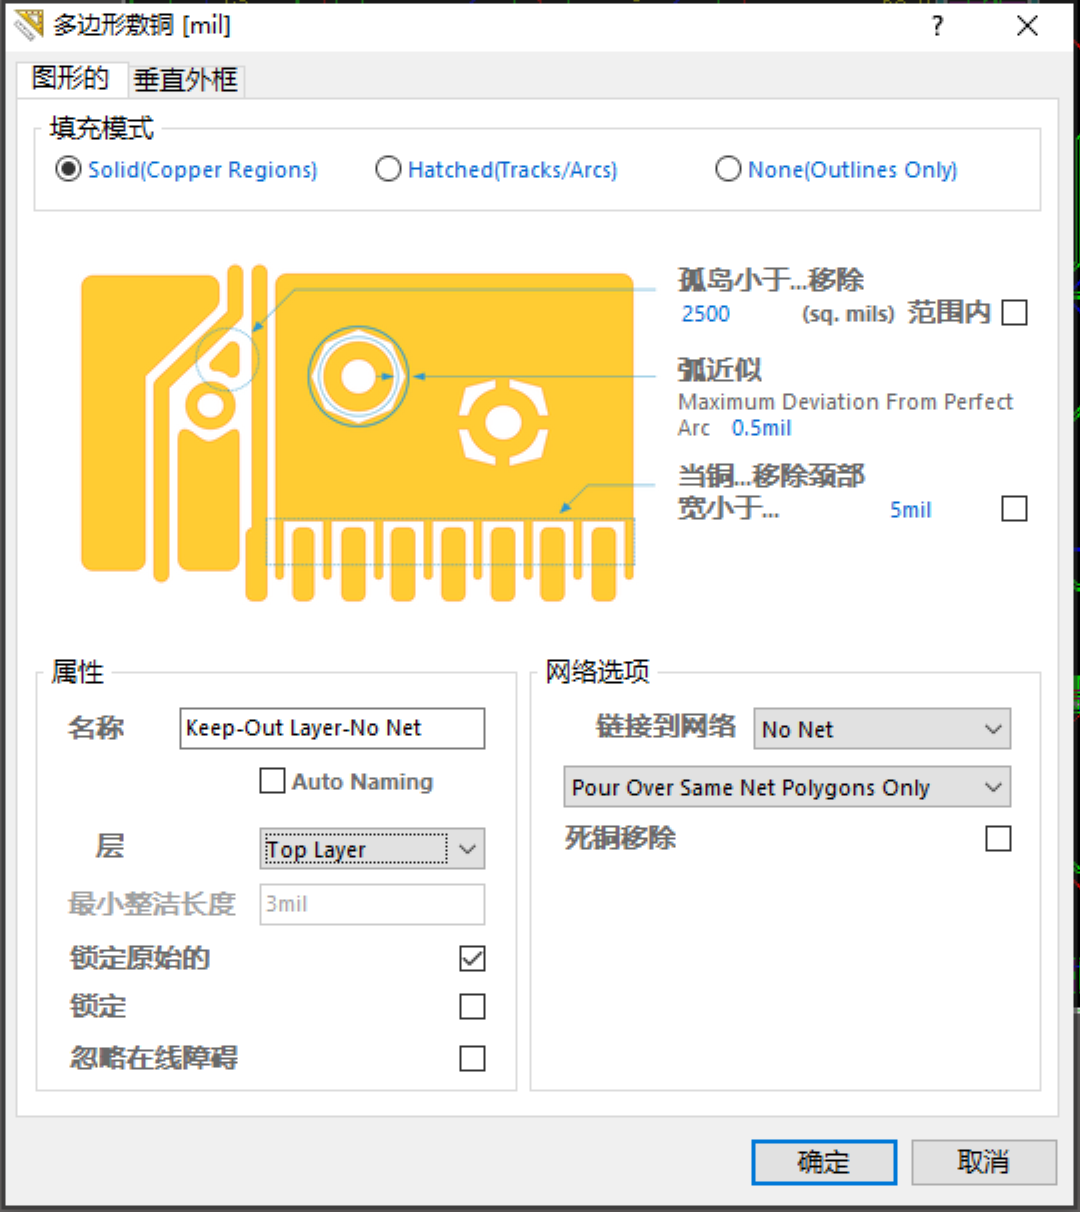 多边形敷铜 [mil]
?
图形的 垂直外框
填充模式
Solid(Copper Regions) Hatched(Tracks/Arcs) None(Outlines Only)
孤岛小于...移除
2500 (sq. mils) 范围内
弧近似
Maximum Deviation From Perfect
Arc 0.5mil
当铜...移除颈部
宽小于... 5mil
属性
名称 Keep-Out Layer-No Net
Auto Naming
层 Top Layer
最小整洁长度 3mil
锁定原始的
锁定
忽略在线障碍
网络选项
链接到网络 No Net
Pour Over Same Net Polygons Only
死铜移除
确定 取消